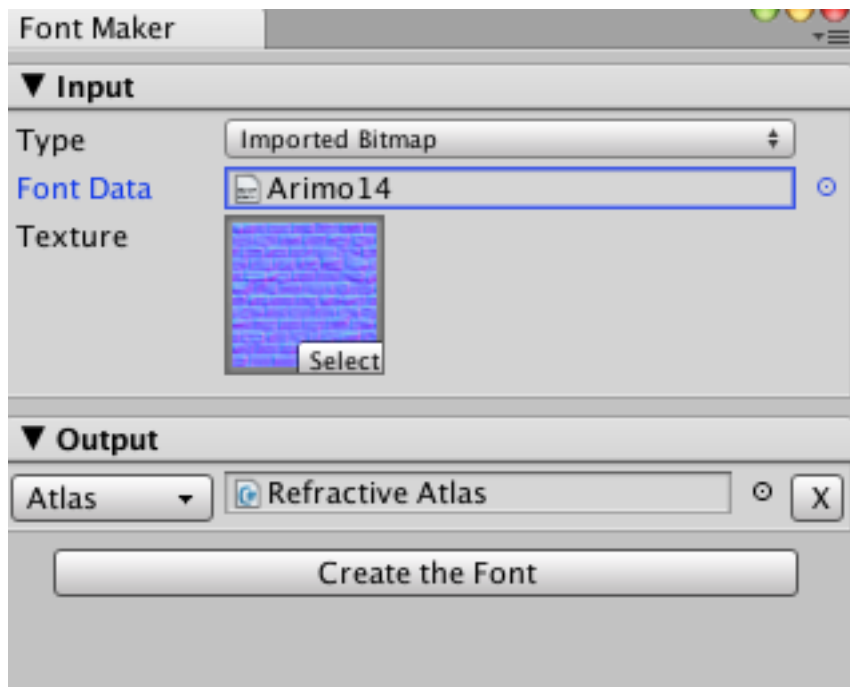 Font Maker
▼ Input
Type Imported Bitmap
Font Data Arimo14
Texture
Select
▼ Output
Atlas Refractive Atlas X
Create the Font